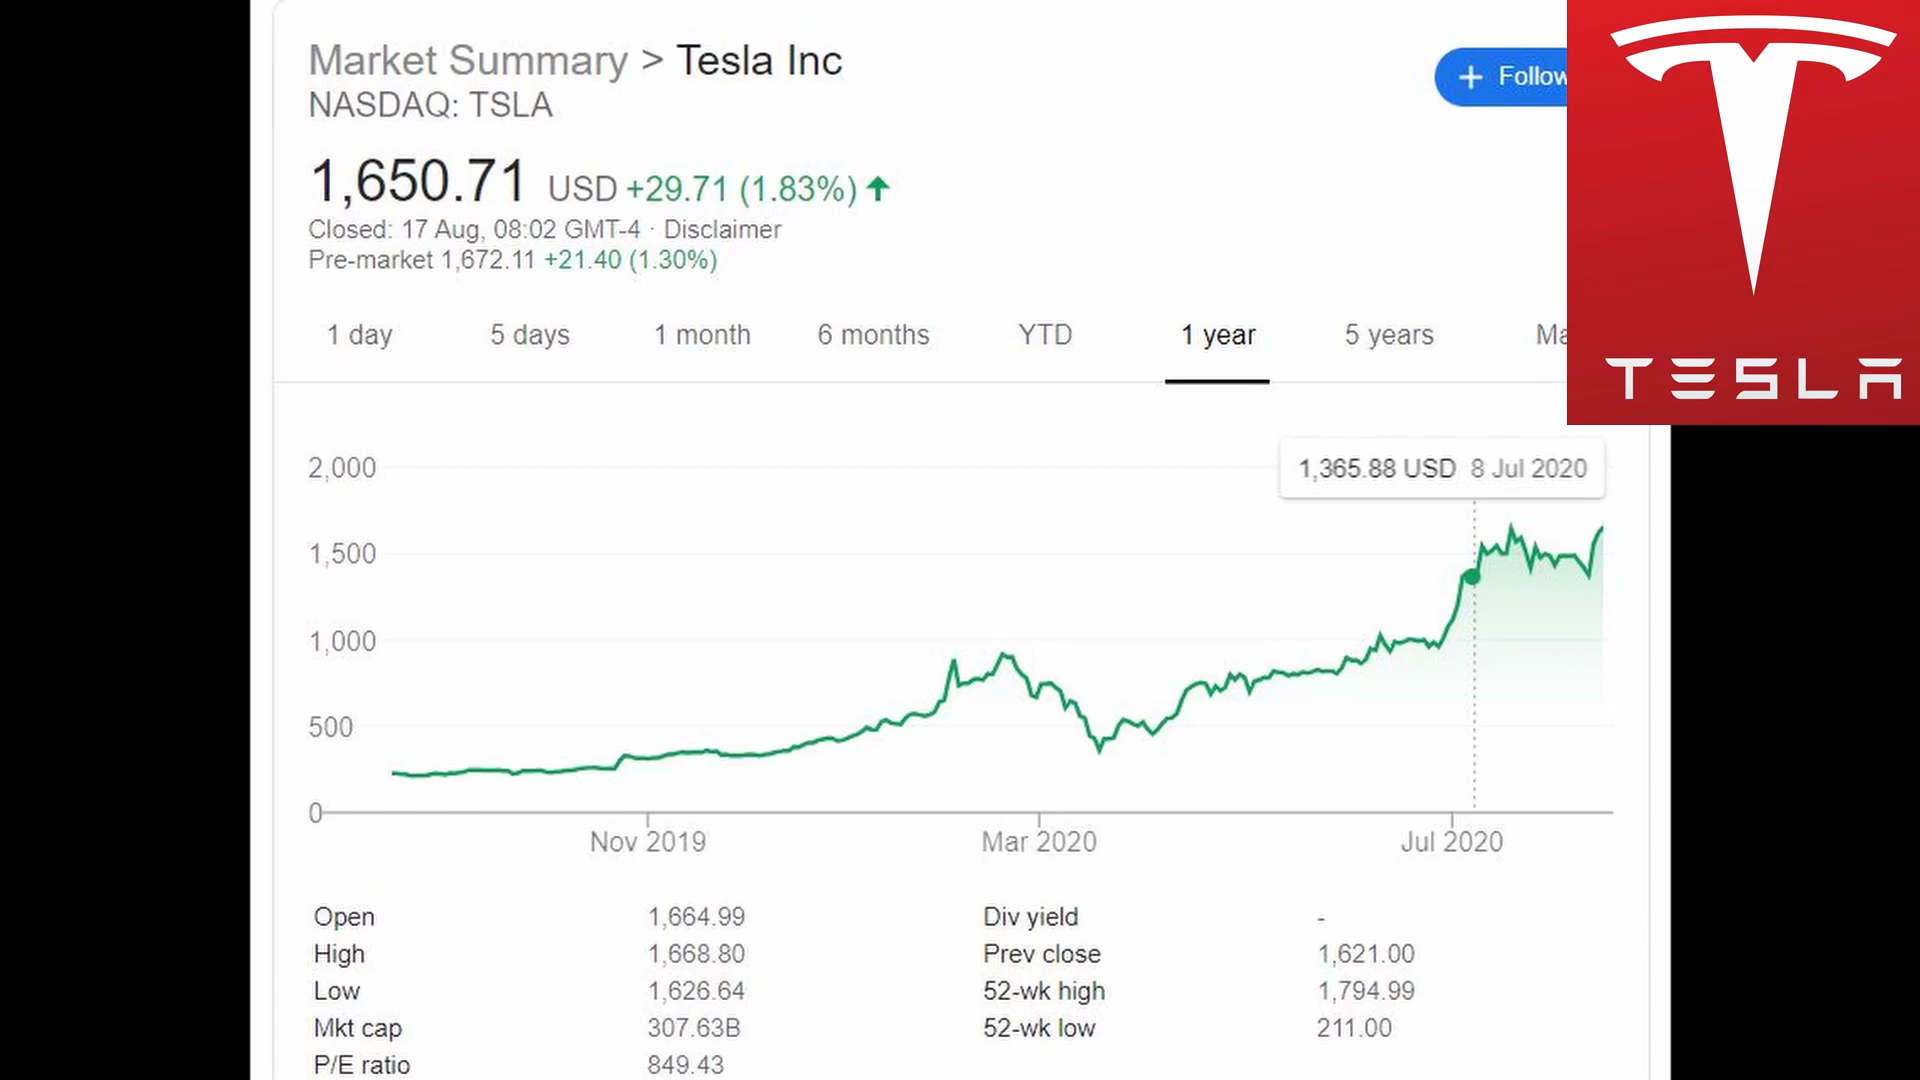 Market Summary > Tesla Inc
NASDAQ: TSLA
+ Follow
1,650.71 USD +29.71 (1.83%)
Closed: 17 Aug, 08:02 GMT-4 · Disclaimer
Pre-market 1,672.11 +21.40 (1.30%)
TESLA
1 day 5 days 1 month 6 months YTD 1 year 5 years Ma
1,365.88 USD 8 Jul 2020
2,000
1,500
1,000
500
0
Nov 2019 Mar 2020 Jul 2020
Open 1,664.99 Div yield -
High 1,668.80 Prev close 1,621.00
Low 1,626.64 52-wk high 1,794.99
Mkt cap 307.63B 52-wk low 211.00
P/E ratio 849.43